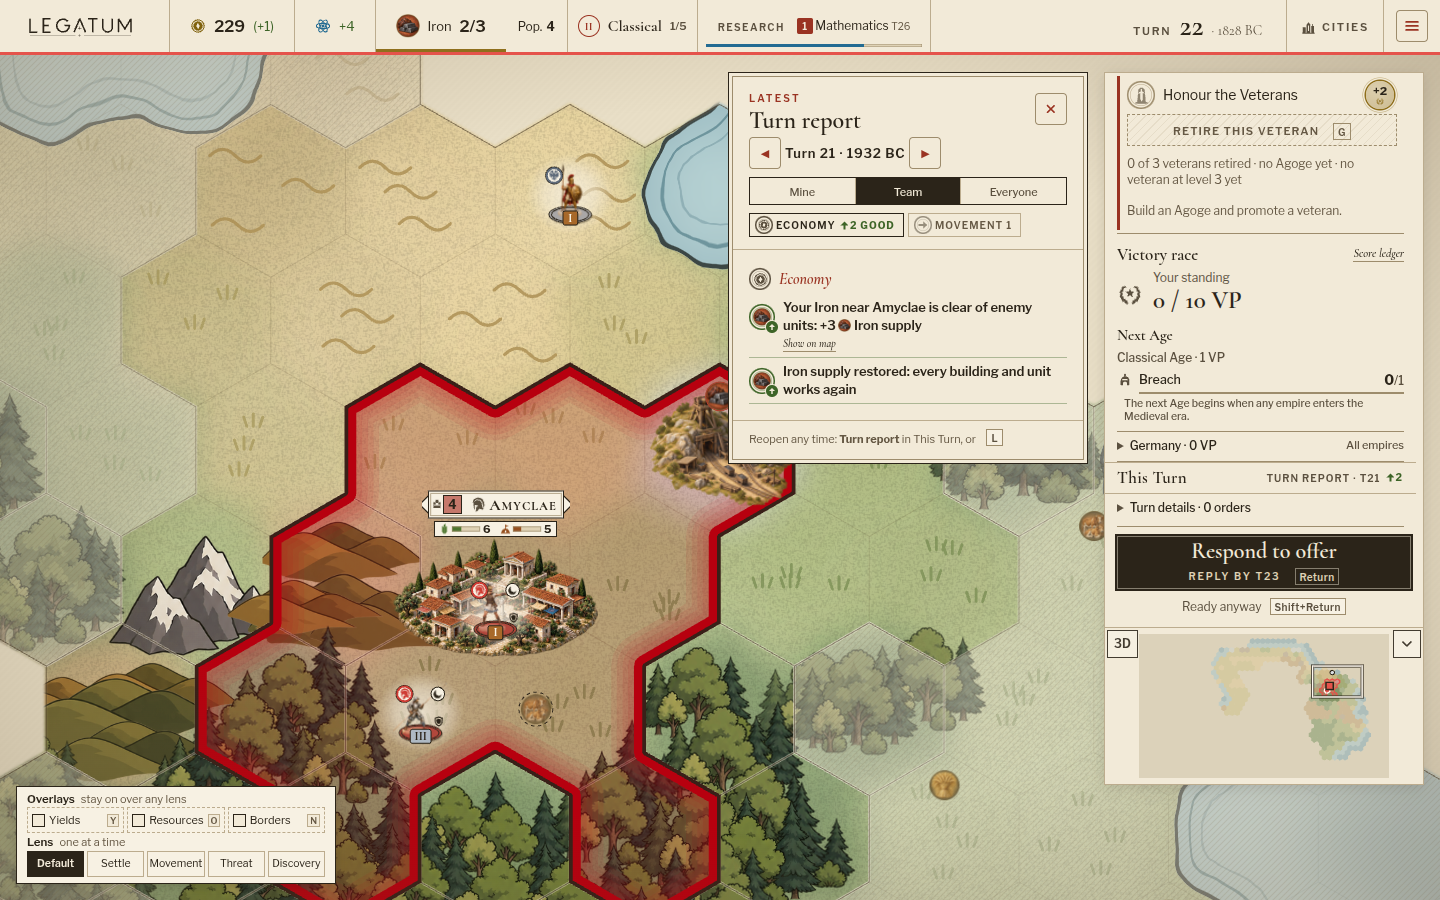 LEGATUM
229 (+1)
+4
Iron 2/3
Pop. 4
II Classical 1/5
RESEARCH 1 Mathematics T26
TURN 22 · 1828 BC
CITIES
LATEST
Turn report
Turn 21 · 1932 BC
Mine Team Everyone
ECONOMY 2 GOOD MOVEMENT 1
Economy
Your Iron near Amyclae is clear of enemy
units: +3 Iron supply
Show on map
Iron supply restored: every building and unit
works again
Reopen any time: Turn report in This Turn, or L
Honour the Veterans +2
RETIRE THIS VETERAN G
0 of 3 veterans retired · no Agoge yet · no
veteran at level 3 yet
Build an Agoge and promote a veteran.
Victory race Score ledger
Your standing
0 / 10 VP
Next Age
Classical Age · 1 VP
Breach 0/1
The next Age begins when any empire enters the
Medieval era.
Germany · 0 VP All empires
This Turn TURN REPORT · T21 2
Turn details · 0 orders
Respond to offer
REPLY BY T23 Return
Ready anyway Shift+Return
3D
I
4 AMYCLAE
6 5
I
III
Overlays stay on over any lens
Yields Y Resources O Borders N
Lens one at a time
Default Settle Movement Threat Discovery